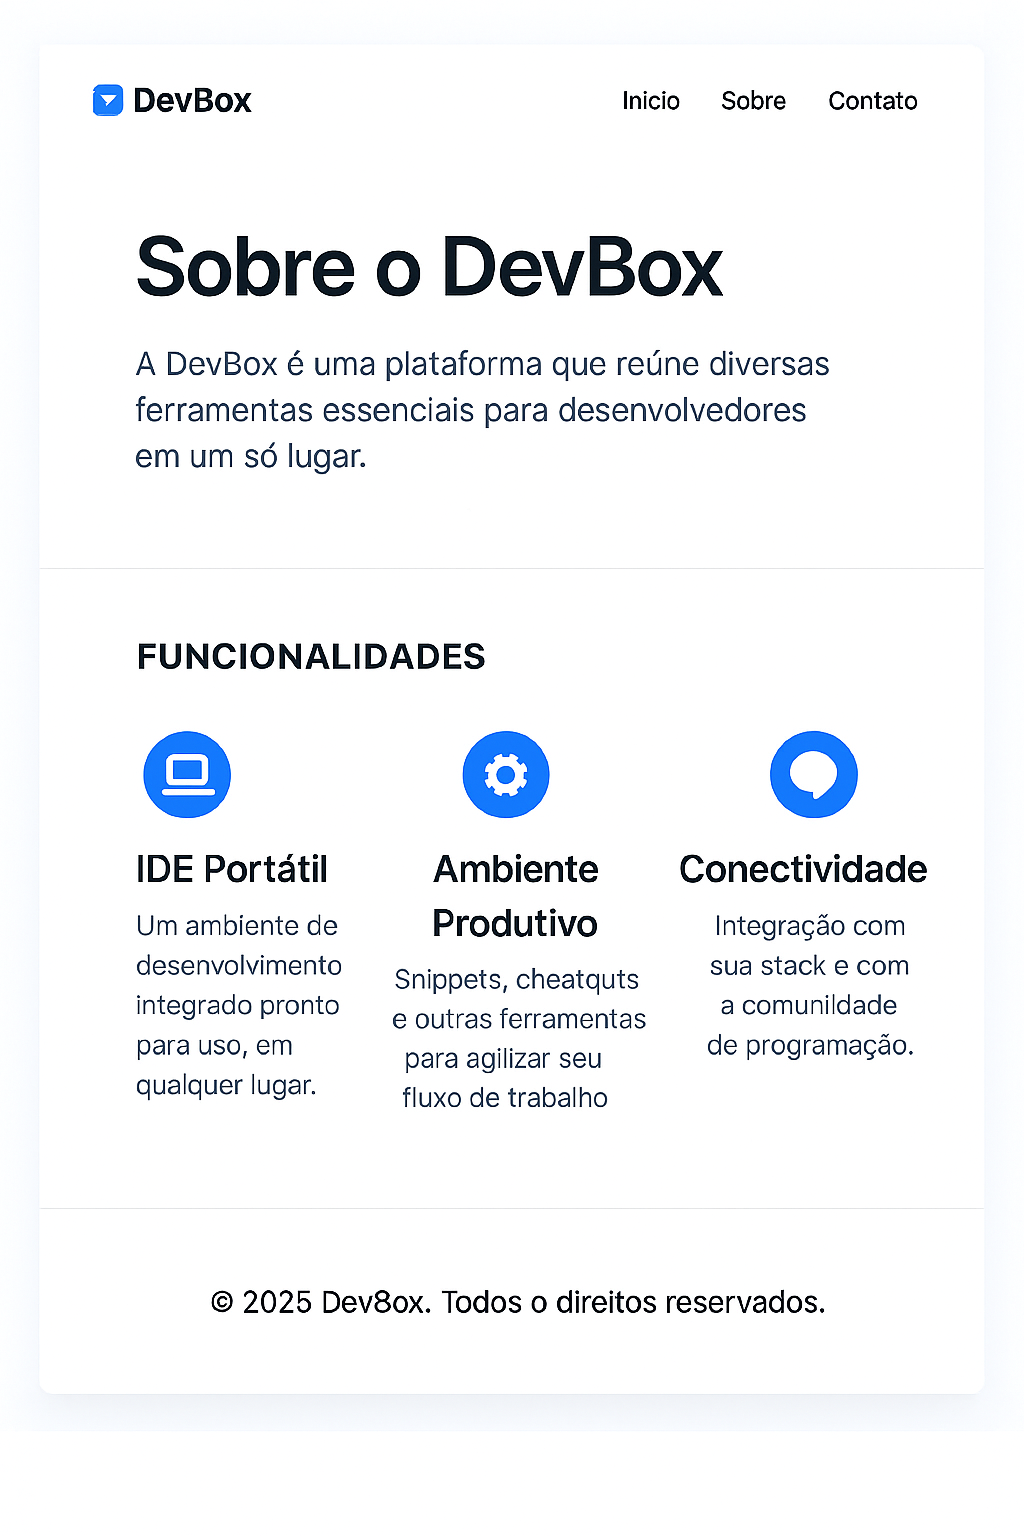 DevBox
Inicio Sobre Contato
Sobre o DevBox
A DevBox é uma plataforma que reúne diversas
ferramentas essenciais para desenvolvedores
em um só lugar.
FUNCIONALIDADES
IDE Portátil
Um ambiente de
desenvolvimento
integrado pronto
para uso, em
qualquer lugar.
Ambiente
Produtivo
Snippets, cheatquts
e outras ferramentas
para agilizar seu
fluxo de trabalho
Conectividade
Integração com
sua stack e com
a comunildade
de programação.
© 2025 Dev8ox. Todos o direitos reservados.